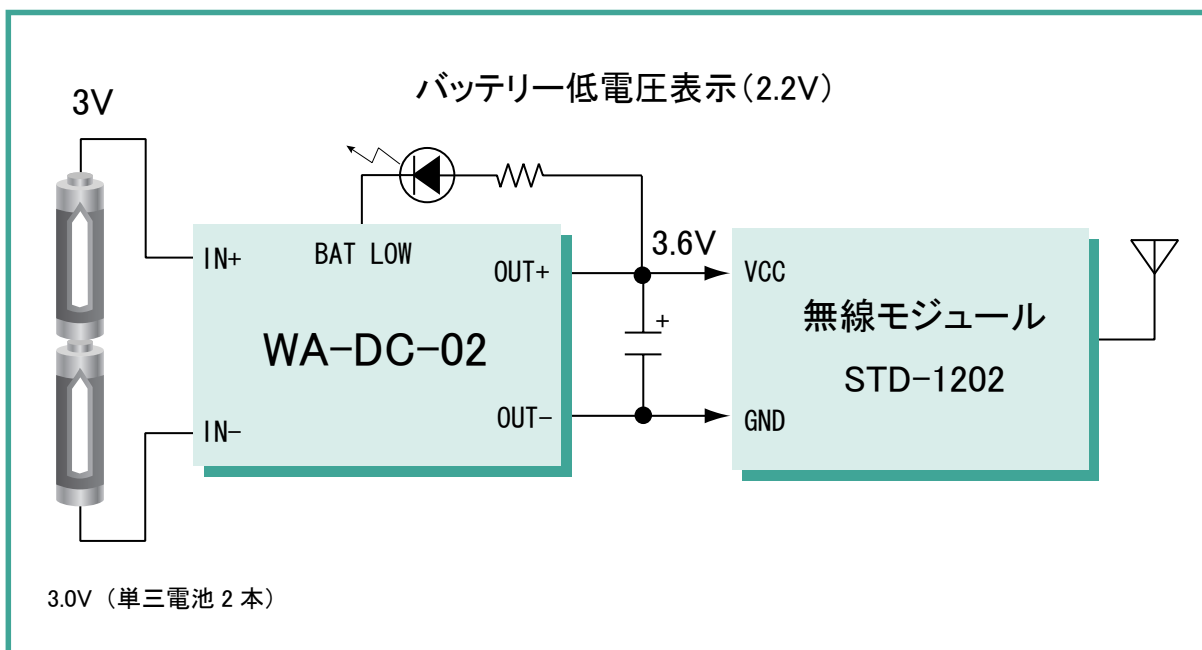 バッテリー低電圧表示（2.2V）
3V
IN+
BAT LOW
OUT+
3.6V
VCC
WA-DC-02
+
無線モジュール
STD-1202
IN-
OUT-
GND
3.0V （単三電池 2 本）